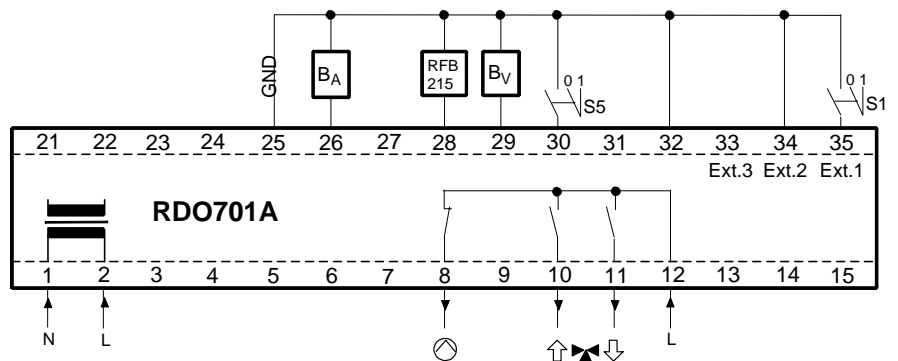 GND
B_A
RFB
215
B_V
0 1
S5
0 1
S1
21 22 23 24 25 26 27 28 29 30 31 32 33 34 35
Ext.3 Ext.2 Ext.1
RDO701A
1 2 3 4 5 6 7 8 9 10 11 12 13 14 15
N L L